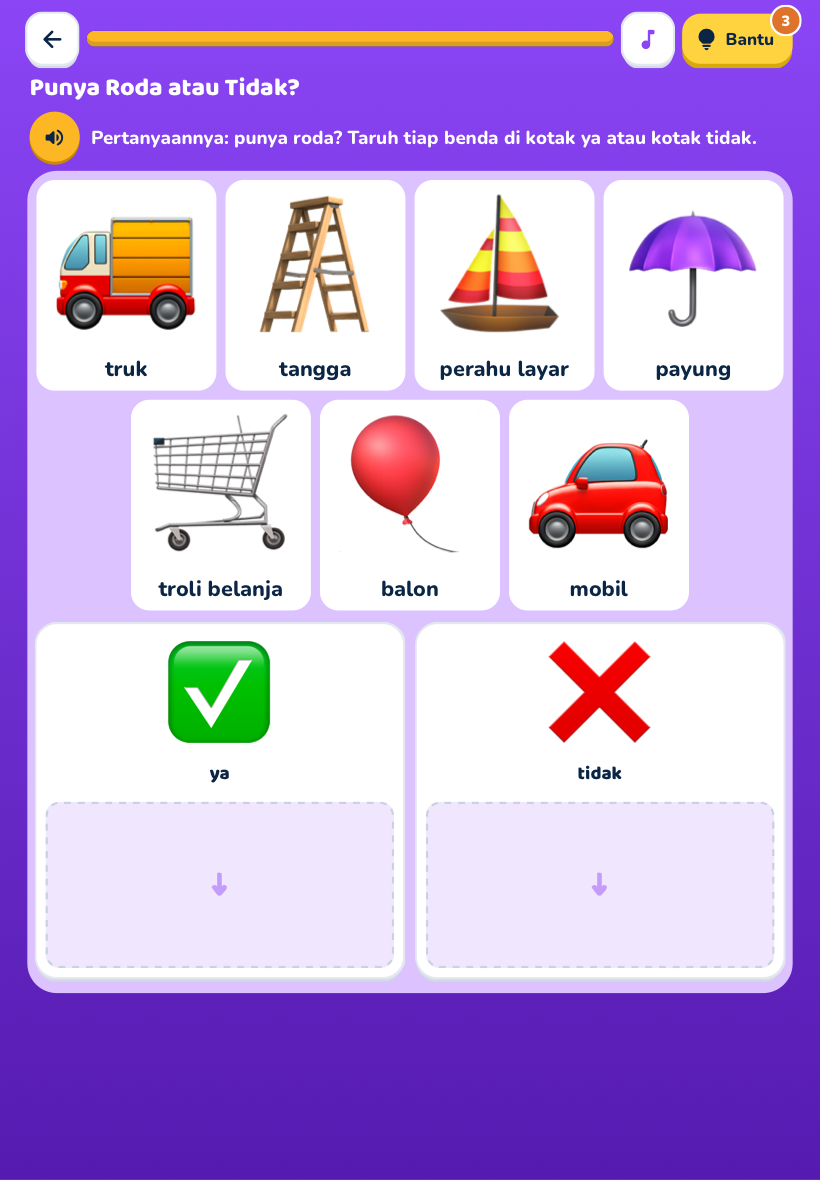 3
Bantu
Punya Roda atau Tidak?
Pertanyaannya: punya roda? Taruh tiap benda di kotak ya atau kotak tidak.
truk
tangga
perahu layar
payung
troli belanja
balon
mobil
ya
tidak